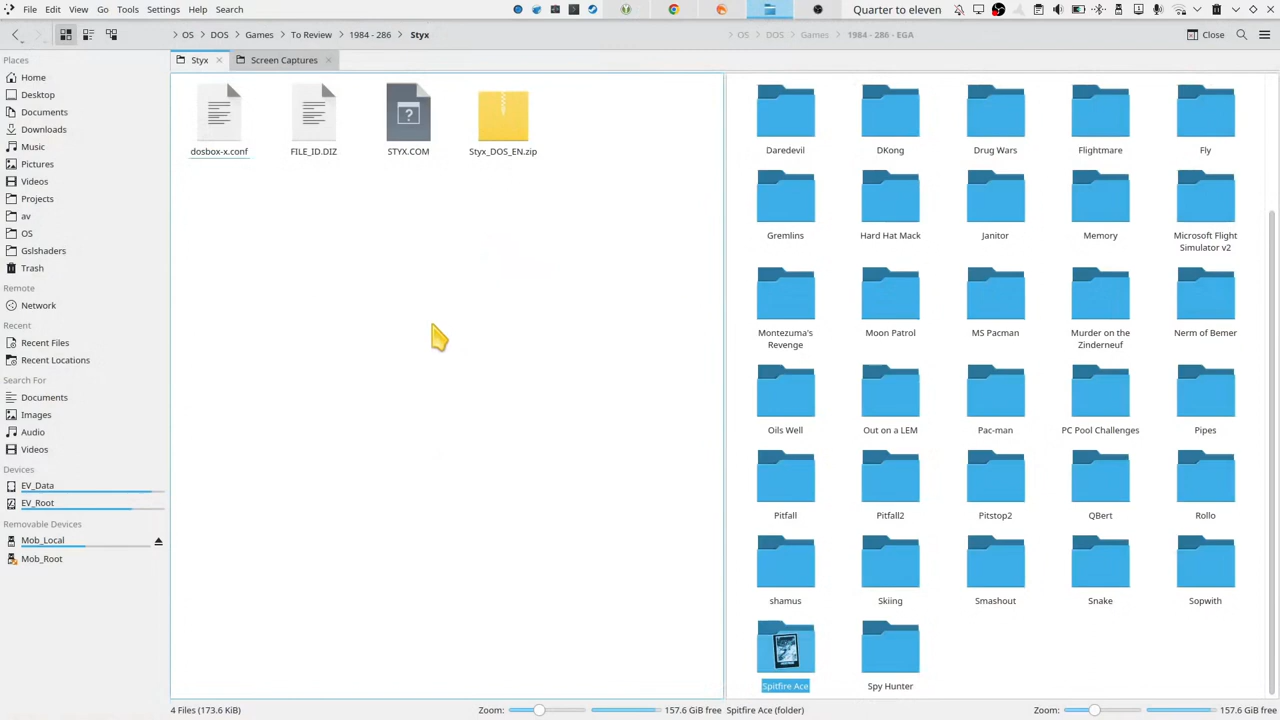 File Edit View Go Tools Settings Help Search
Quarter to eleven
OS DOS Games To Review 1984 - 286 Styx
OS DOS Games 1984 - 286 - EGA
Close
Places
Home
Desktop
Documents
Downloads
Music
Pictures
Videos
Projects
av
OS
Gslshaders
Trash
Remote
Network
Recent
Recent Files
Recent Locations
Search For
Documents
Images
Audio
Videos
Devices
EV_Data
EV_Root
Removable Devices
Mob_Local
Mob_Root
Styx
Screen Captures
dosbox-x.conf
FILE_ID.DIZ
STYX.COM
Styx_DOS_EN.zip
4 Files (173.6 KiB)
Zoom:
157.6 GiB free
Daredevil
DKong
Drug Wars
Flightmare
Fly
Gremlins
Hard Hat Mack
Janitor
Memory
Microsoft Flight
Simulator v2
Montezuma's
Revenge
Moon Patrol
MS Pacman
Murder on the
Zinderneuf
Nerm of Bemer
Oils Well
Out on a LEM
Pac-man
PC Pool Challenges
Pipes
Pitfall
Pitfall2
Pitstop2
QBert
Rollo
shamus
Skiing
Smashout
Snake
Sopwith
Spitfire Ace
Spy Hunter
Spitfire Ace (folder)
Zoom:
157.6 GiB free